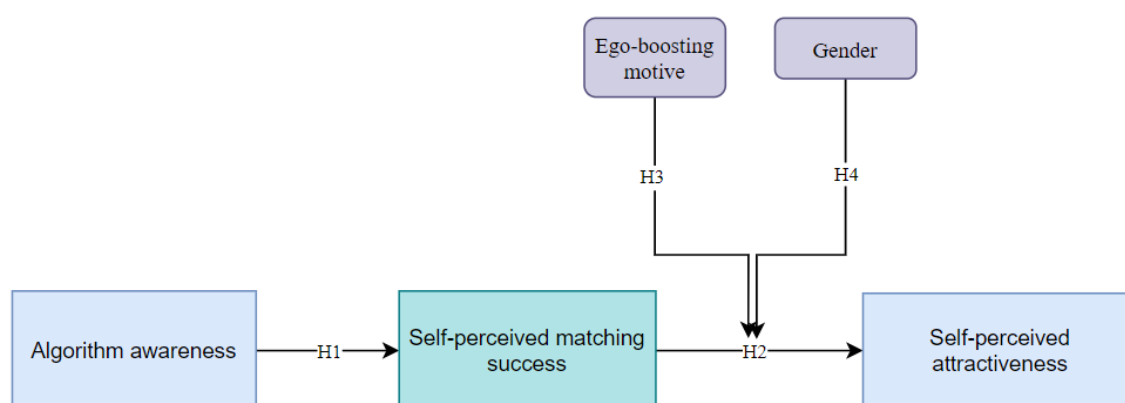 Ego-boosting
motive
Gender
H3
H4
Algorithm awareness
H1
Self-perceived matching
success
H2
Self-perceived
attractiveness